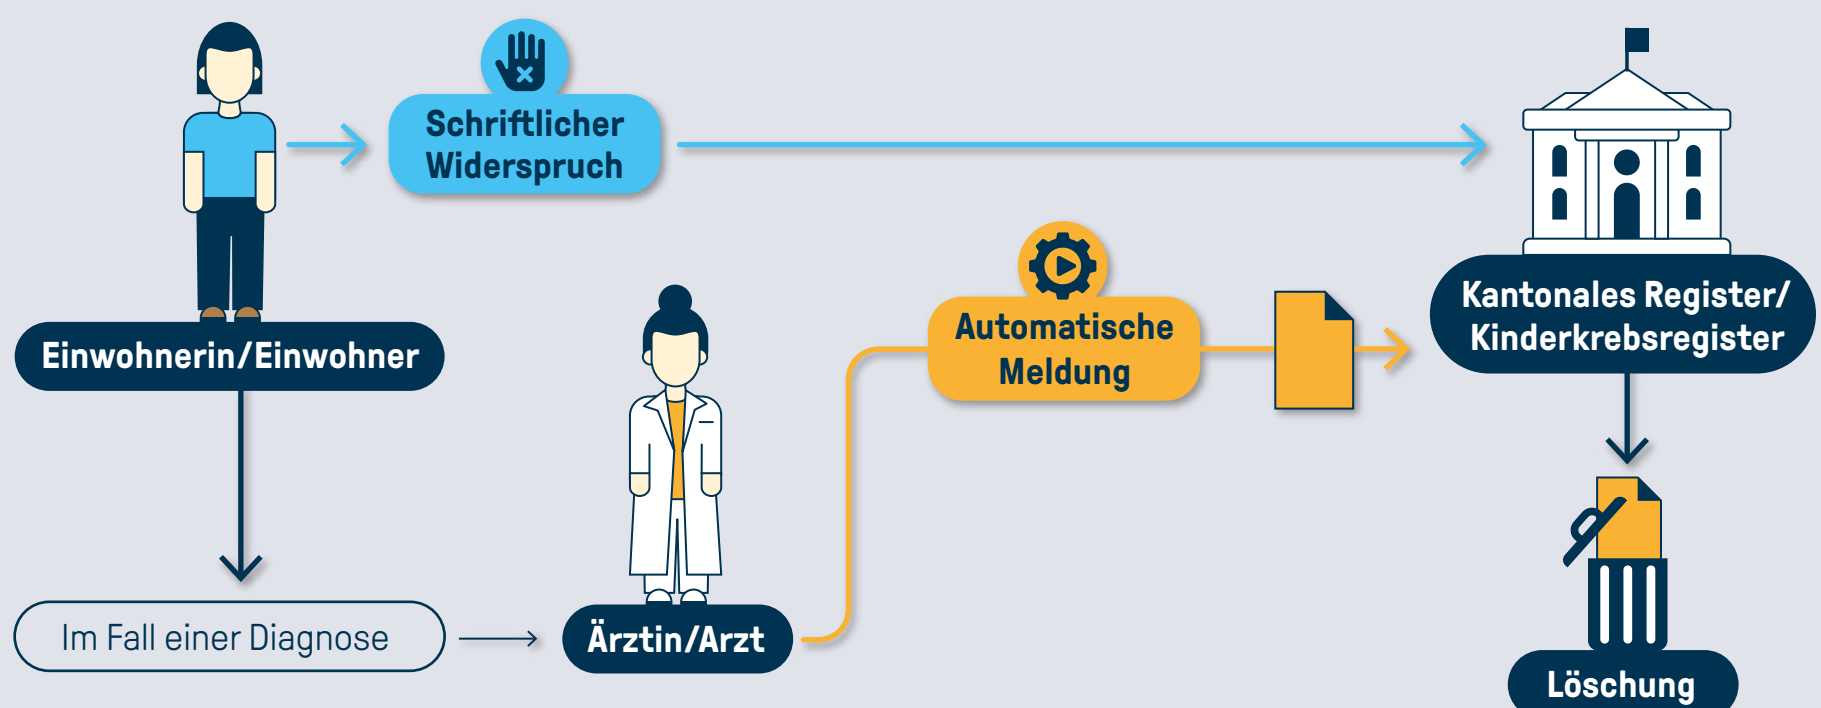 Schriftlicher
Widerspruch
Einwohnerin/Einwohner
Automatische
Meldung
Kantonales Register/
Kinderkrebsregister
Im Fall einer Diagnose
Ärztin/Arzt
Löschung